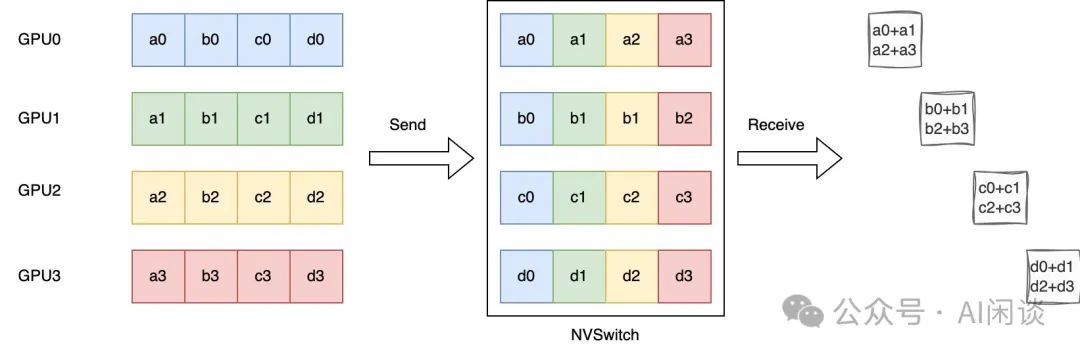 GPU0 a0 b0 c0 d0 a0 a1 a2 a3 a0+a1
a2+a3
GPU1 a1 b1 c1 d1 Send b0 b1 b1 b2 Receive b0+b1
b2+b3
GPU2 a2 b2 c2 d2 c0 c1 c2 c3 c0+c1
c2+c3
GPU3 a3 b3 c3 d3 d0 d1 d2 d3 d0+d1
d2+d3
NVSwitch
公众号 · AI闲谈